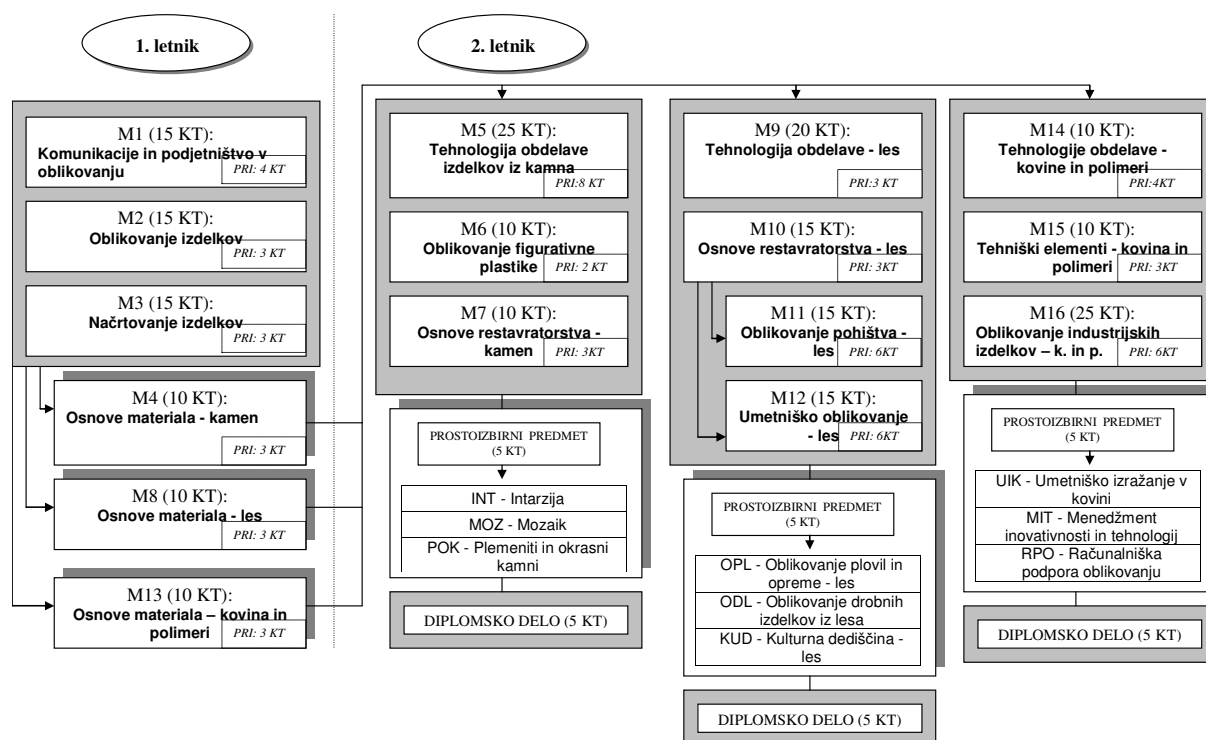 1. letnik
M1 (15 KT):
Komunikacije in podjetništvo v
oblikovanju
PRI: 4 KT
M2 (15 KT):
Oblikovanje izdelkov
PRI: 3 KT
M3 (15 KT):
Načrtovanje izdelkov
PRI: 3 KT
M4 (10 KT):
Osnove materiala - kamen
PRI: 3 KT
M8 (10 KT):
Osnove materiala - les
PRI: 3 KT
M13 (10 KT):
Osnove materiala – kovina in
polimeri
PRI: 3 KT
2. letnik
M5 (25 KT):
Tehnologija obdelave
izdelkov iz kamna
PRI:8 KT
M6 (10 KT):
Oblikovanje figurativne
plastike
PRI: 2 KT
M7 (10 KT):
Osnove restavratorstva -
kamen
PRI: 3KT
PROSTOIZBIRNI PREDMET
(5 KT)
INT - Intarzija
MOZ - Mozaik
POK - Plemeniti in okrasni
kamni
DIPLOMSKO DELO (5 KT)
M9 (20 KT):
Tehnologija obdelave - les
PRI:3 KT
M10 (15 KT):
Osnove restavratorstva - les
PRI: 3KT
M11 (15 KT):
Oblikovanje pohištva -
les
PRI: 6KT
M12 (15 KT):
Umetniško oblikovanje
- les
PRI: 6KT
PROSTOIZBIRNI PREDMET
(5 KT)
OPL - Oblikovanje plovil in
opreme - les
ODL - Oblikovanje drobnih
izdelkov iz lesa
KUD - Kulturna dediščina -
les
DIPLOMSKO DELO (5 KT)
M14 (10 KT):
Tehnologije obdelave -
kovine in polimeri
PRI:4KT
M15 (10 KT):
Tehniški elementi - kovina in
polimeri
PRI: 3KT
M16 (25 KT):
Oblikovanje industrijskih
izdelkov – k. in p.
PRI: 6KT
PROSTOIZBIRNI PREDMET
(5 KT)
UIK - Umetniško izražanje v
kovini
MIT - Menedžment
inovativnosti in tehnologij
RPO - Računalniška
podpora oblikovanju
DIPLOMSKO DELO (5 KT)